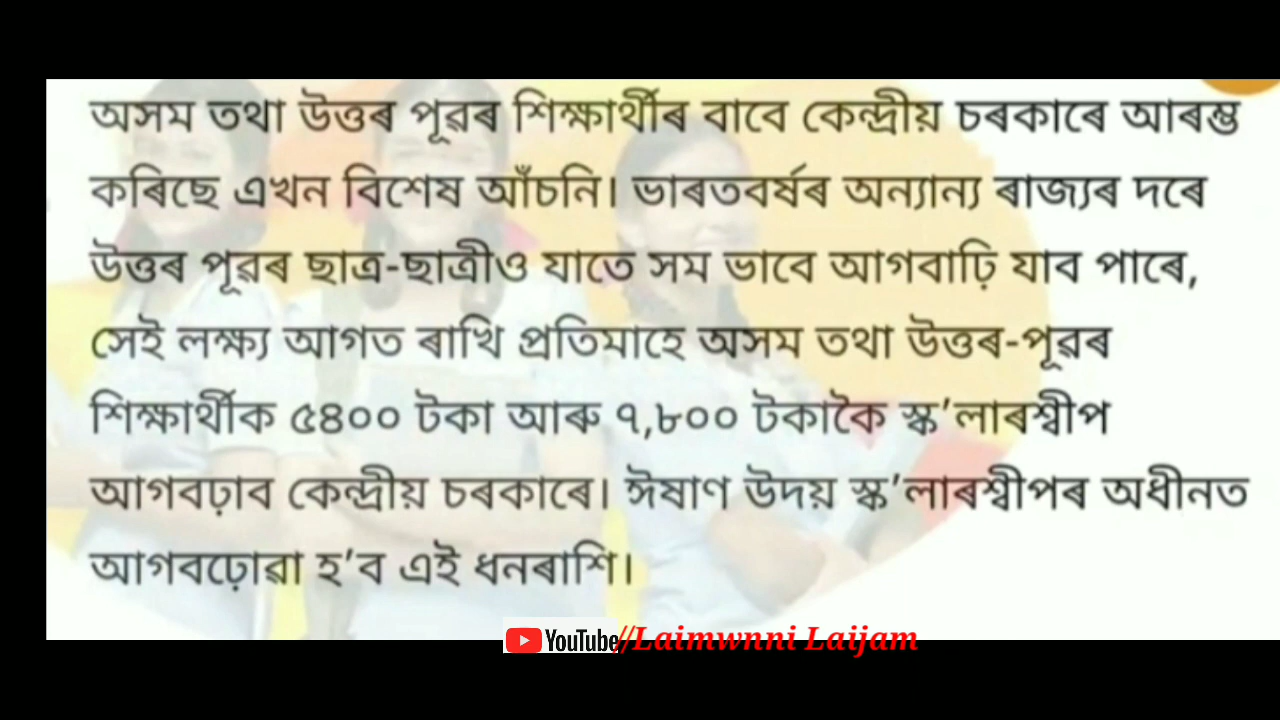 অসম তথা উত্তৰ পূৱৰ শিক্ষাৰ্থীৰ বাবে কেন্দ্ৰীয় চৰকাৰে আৰম্ভ
কৰিছে এখন বিশেষ আঁচনি। ভাৰতবৰ্ষৰ অন্যান্য ৰাজ্যৰ দৰে
উত্তৰ পূৱৰ ছাত্ৰ-ছাত্ৰীও যাতে সম ভাবে আগবাঢ়ি যাব পাৰে,
সেই লক্ষ্য আগত ৰাখি প্ৰতিমাহে অসম তথা উত্তৰ-পূৱৰ
শিক্ষাৰ্থীক ৫৪০০ টকা আৰু ৭,৮০০ টকাকৈ স্ক’লাৰশ্বীপ
আগবঢ়াব কেন্দ্ৰীয় চৰকাৰে। ঈষাণ উদয় স্ক’লাৰশ্বীপৰ অধীনত
আগবঢ়োৱা হ’ব এই ধনৰাশি।
YouTube//Laimwnni Laijam